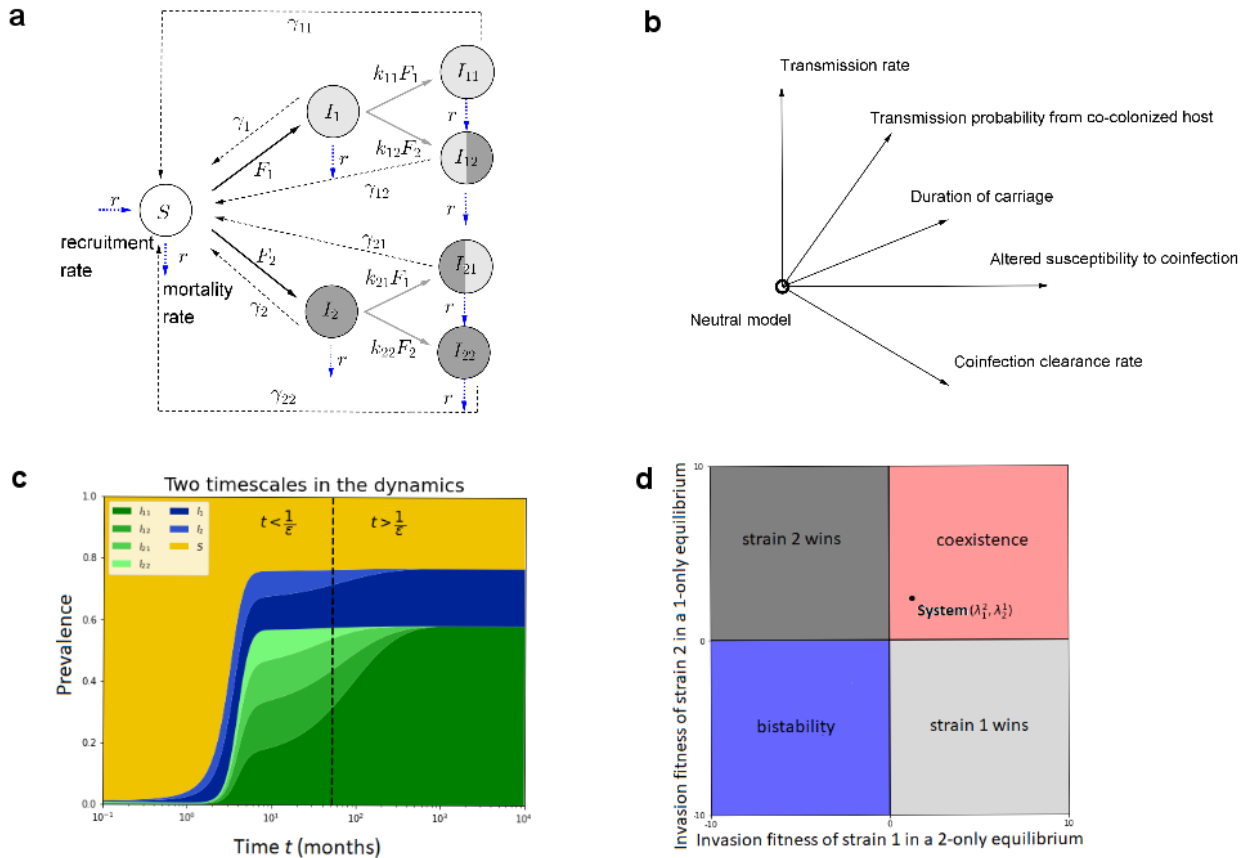 a
γ₁₁
I₁₁
k₁₁F₁
I₁
r
γ₁
k₁₂F₂
I₁₂
F₁
r
γ₁₂
r
S
r
recruitment
rate
r
mortality
rate
γ₂₁
F₂
k₂₁F₁
I₂₁
γ₂
I₂
r
k₂₂F₂
I₂₂
r
γ₂₂
r
b
Transmission rate
Transmission probability from co-colonized host
Duration of carriage
Altered susceptibility to coinfection
Neutral model
Coinfection clearance rate
c
Two timescales in the dynamics
I₁₁
I₁₂
I₂₁
I₂₂
I₁
I₂
S
t < 1/ε
t > 1/ε
1.0
0.8
0.6
0.4
0.2
0.0
Prevalence
10⁻¹
10⁰
10¹
10²
10³
10⁴
Time t (months)
d
Invasion fitness of strain 2 in a 1-only equilibrium
10
0
-10
strain 2 wins
coexistence
System (λ₁², λ₂¹)
bistability
strain 1 wins
-10
0
10
Invasion fitness of strain 1 in a 2-only equilibrium